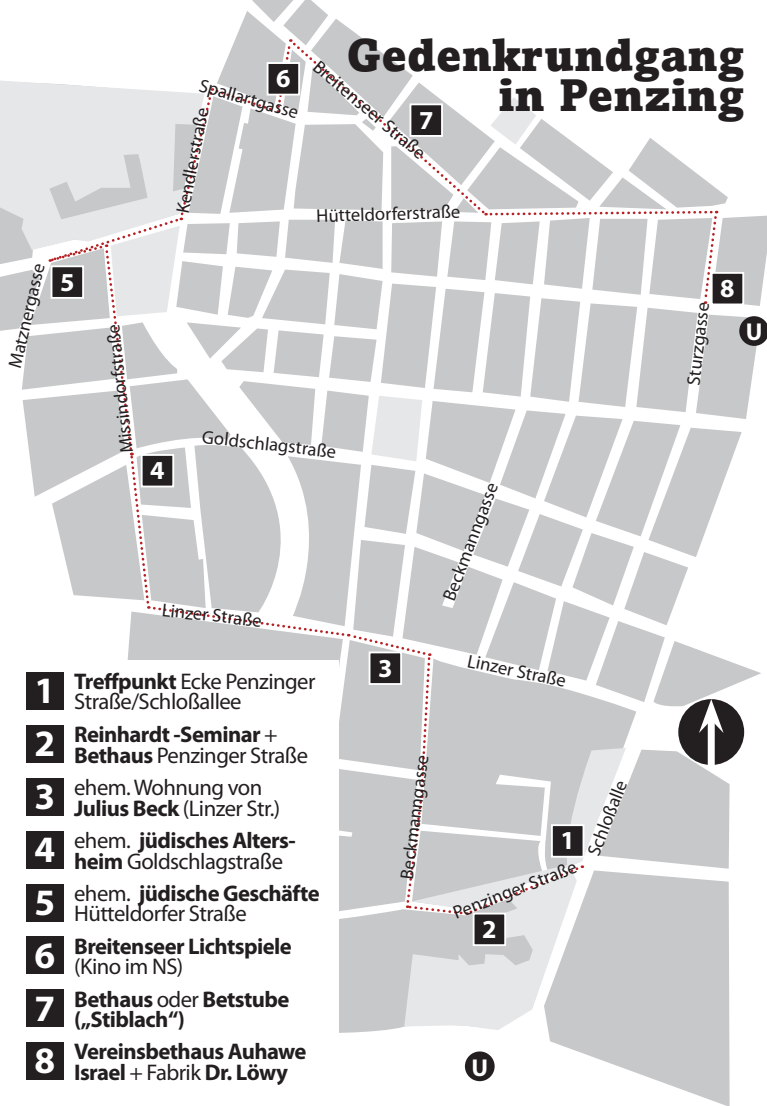 Gedenkrundgang
in Penzing
6
Spallartgasse
Breitenseer Straße
7
Kendlerstraße
Hütteldorferstraße
5
Matznergasse
8
U
Sturzgasse
Missindorfstraße
Goldschlagstraße
4
Beckmanngasse
Linzer Straße
3
Linzer Straße
Beckmanngasse
Schloßalle
1
Penzinger Straße
2
U
1 Treffpunkt Ecke Penzinger
Straße/Schloßallee
2 Reinhardt -Seminar +
Bethaus Penzinger Straße
3 ehem. Wohnung von
Julius Beck (Linzer Str.)
4 ehem. jüdisches Alters-
heim Goldschlagstraße
5 ehem. jüdische Geschäfte
Hütteldorfer Straße
6 Breitenseer Lichtspiele
(Kino im NS)
7 Bethaus oder Betstube
(„Stiblach“)
8 Vereinsbethaus Auhawe
Israel + Fabrik Dr. Löwy